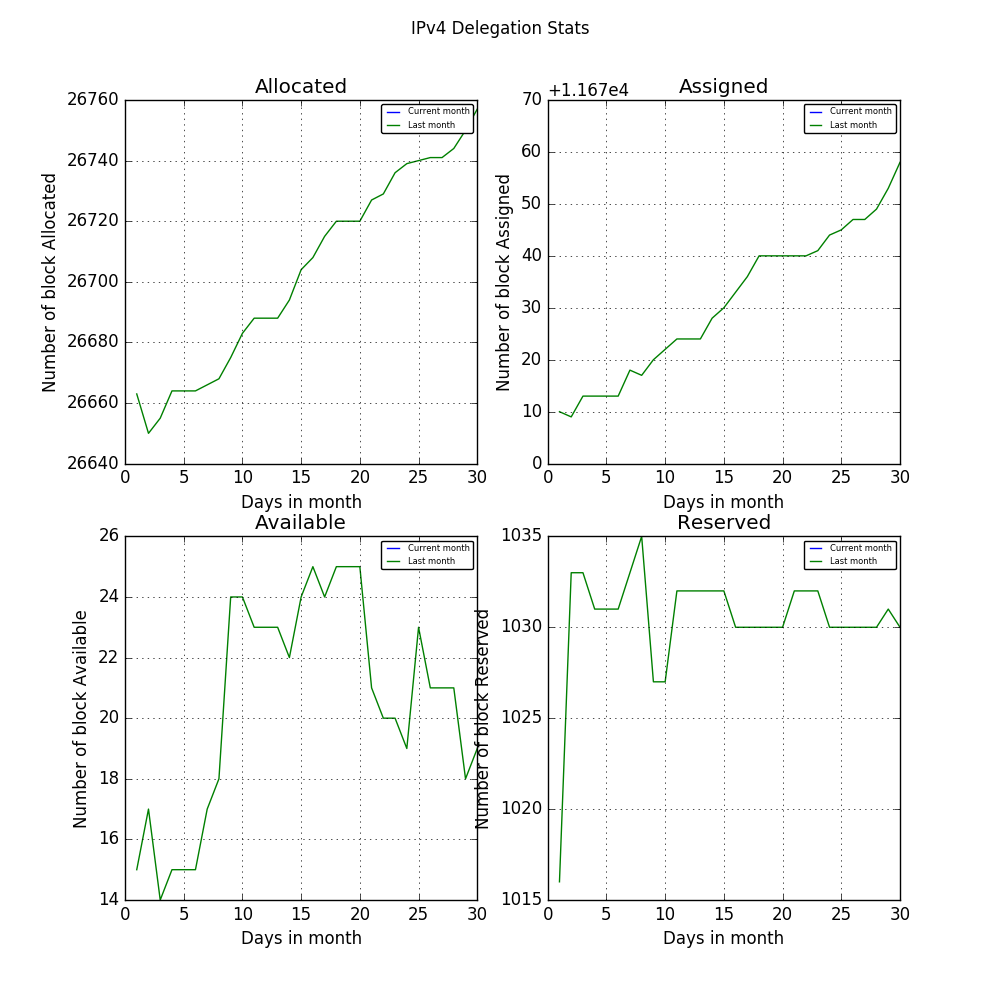 IPv4 Delegation Stats
Allocated
Number of block Allocated
26760
26740
26720
26700
26680
26660
26640
0 5 10 15 20 25 30
Days in month
Current month
Last month
Assigned
+1.167e4
Number of block Assigned
70
60
50
40
30
20
10
0
0 5 10 15 20 25 30
Days in month
Current month
Last month
Available
Number of block Available
26
24
22
20
18
16
14
0 5 10 15 20 25 30
Days in month
Current month
Last month
Reserved
Number of block Reserved
1035
1030
1025
1020
1015
0 5 10 15 20 25 30
Days in month
Current month
Last month